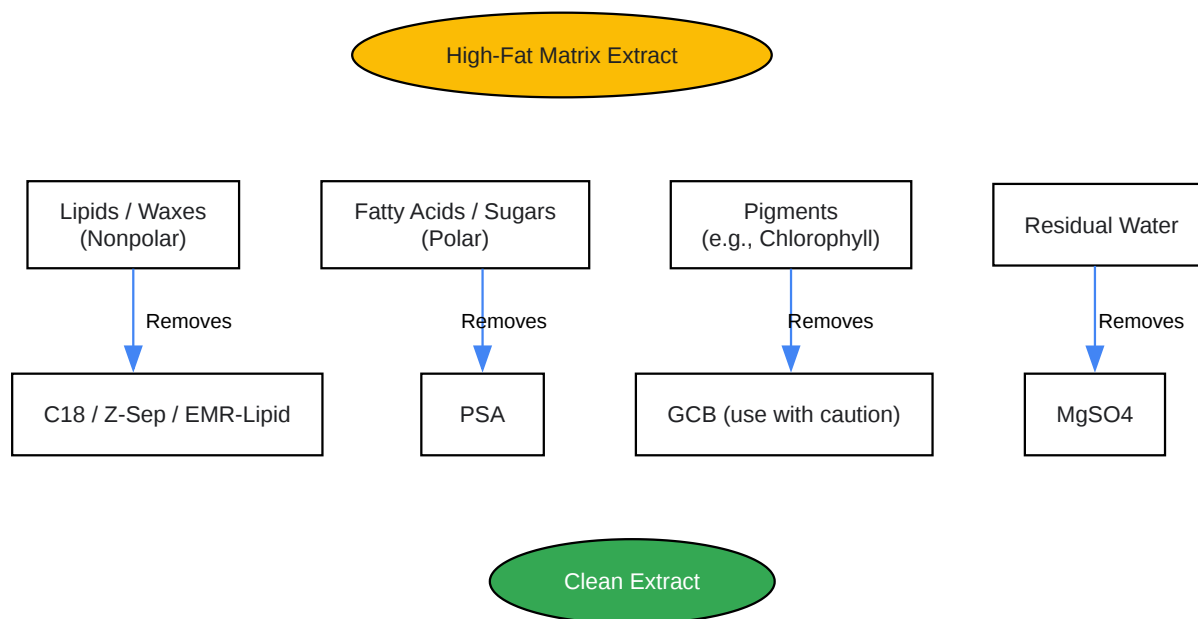 High-Fat Matrix Extract
Lipids / Waxes
(Nonpolar)
Fatty Acids / Sugars
(Polar)
Pigments
(e.g., Chlorophyll)
Residual Water
Removes
Removes
Removes
Removes
C18 / Z-Sep / EMR-Lipid
PSA
GCB (use with caution)
MgSO4
Clean Extract